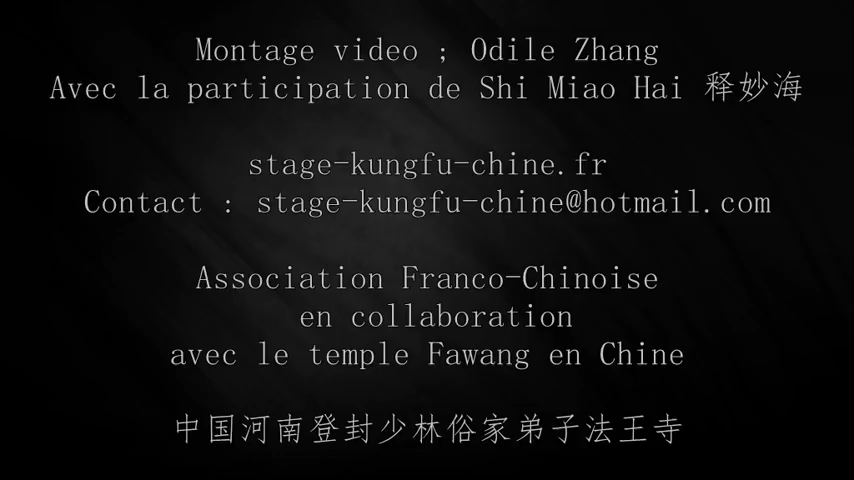 Montage video ; Odile Zhang
Avec la participation de Shi Miao Hai 释妙海
stage-kungfu-chine.fr
Contact : stage-kungfu-chine@hotmail.com
Association Franco-Chinoise
en collaboration
avec le temple Fawang en Chine
中国河南登封少林俗家弟子法王寺